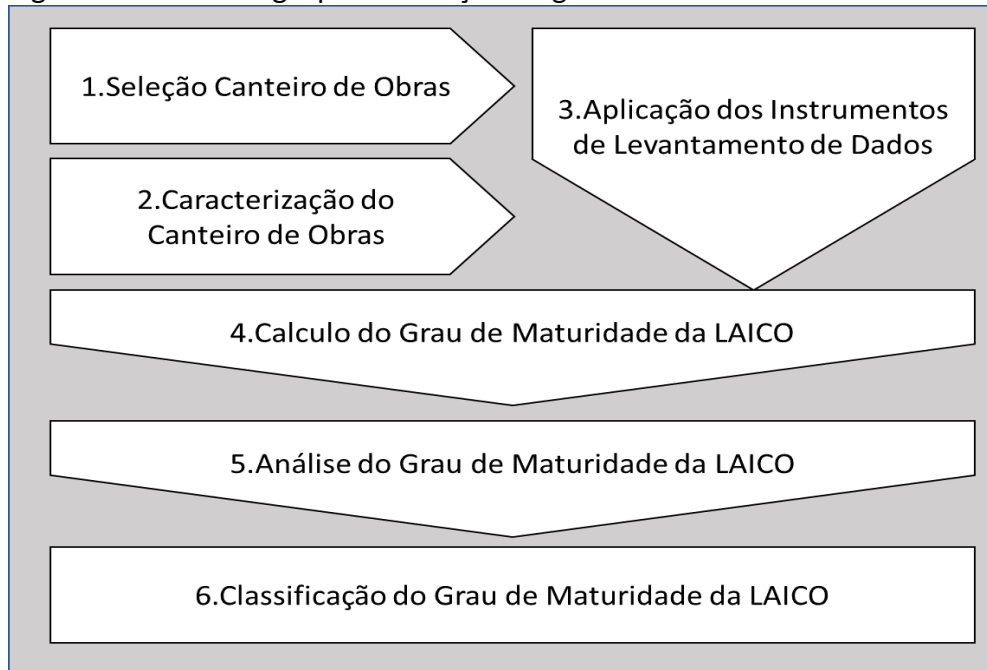 1.Seleção Canteiro de Obras
2.Caracterização do
Canteiro de Obras
3.Aplicação dos Instrumentos
de Levantamento de Dados
4.Calculo do Grau de Maturidade da LAICO
5.Análise do Grau de Maturidade da LAICO
6.Classificação do Grau de Maturidade da LAICO